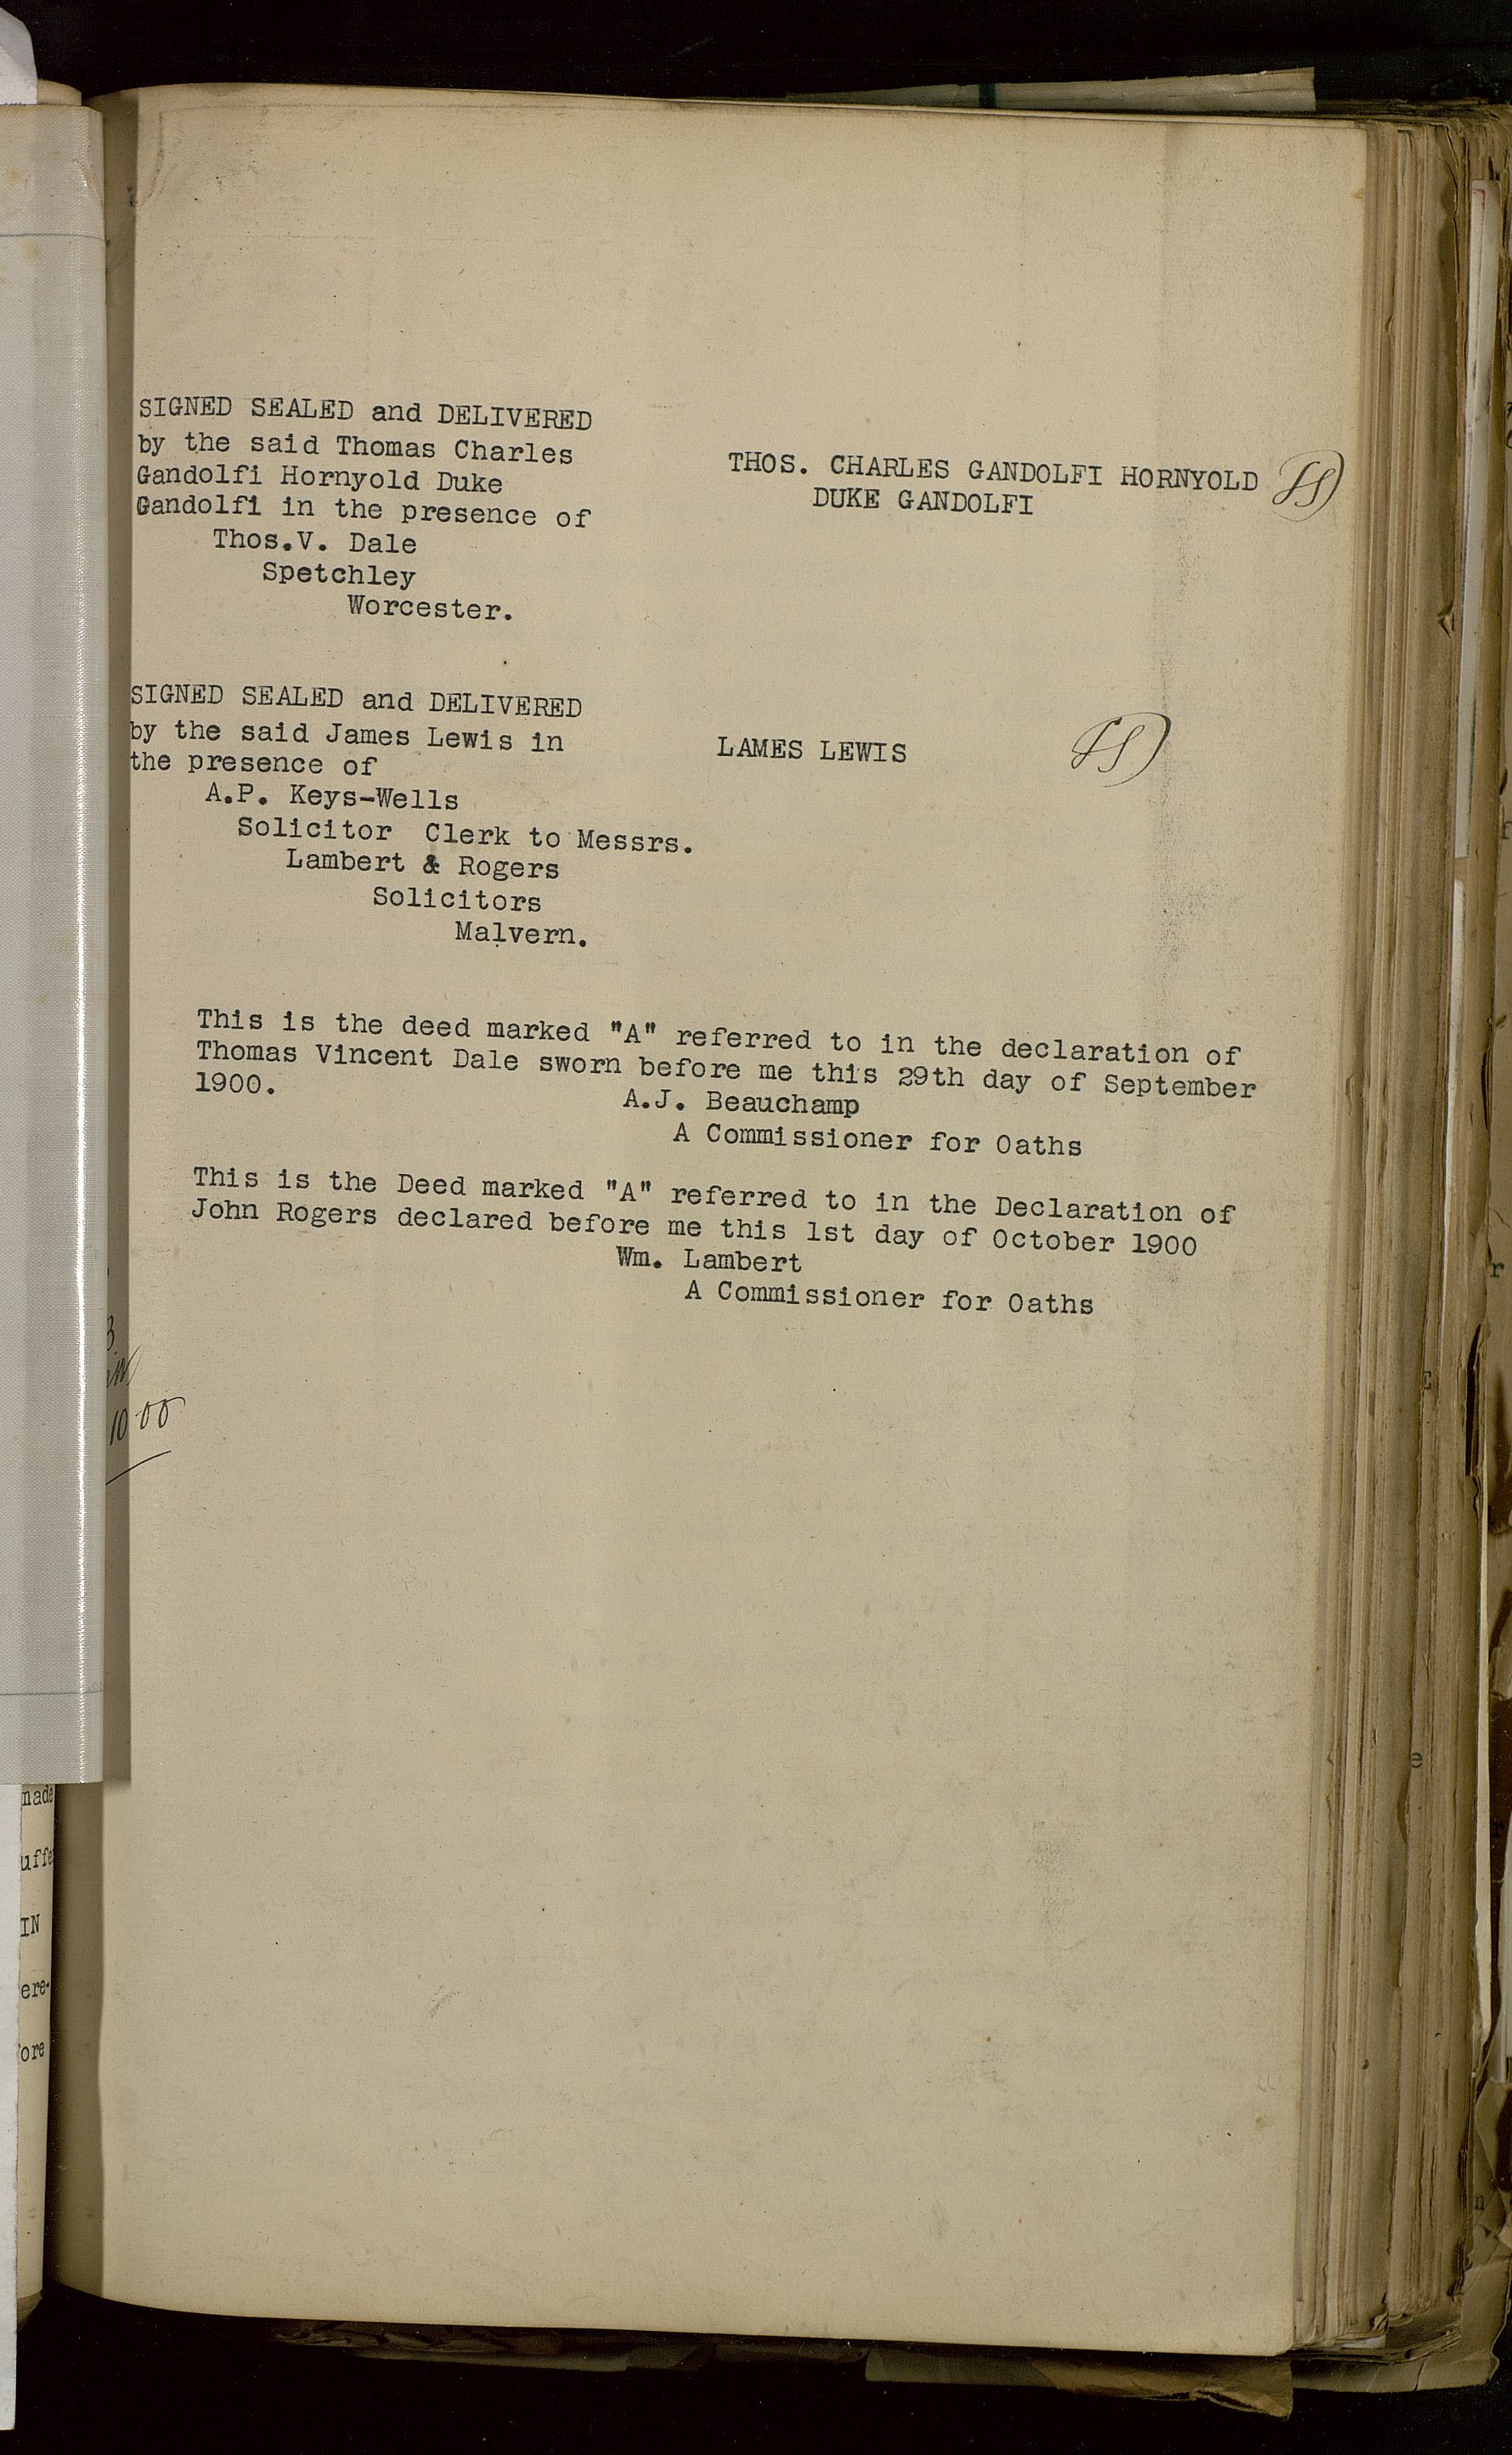 SIGNED SEALED and DELIVERED
by the said Thomas Charles
Gandolfi Hornyold Duke
Gandolfi in the presence of
Thos.V. Dale
Spetchley
Worcester.
THOS. CHARLES GANDOLFI HORNYOLD
DUKE GANDOLFI
SIGNED SEALED and DELIVERED
by the said James Lewis in
the presence of
A.P. Keys-Wells
Solicitor Clerk to Messrs.
Lambert & Rogers
Solicitors
Malvern.
LAMES LEWIS
This is the deed marked "A" referred to in the declaration of
Thomas Vincent Dale sworn before me this 29th day of September
1900.
A.J. Beauchamp
A Commissioner for Oaths
This is the Deed marked "A" referred to in the Declaration of
John Rogers declared before me this 1st day of October 1900
Wm. Lambert
A Commissioner for Oaths
made
IN